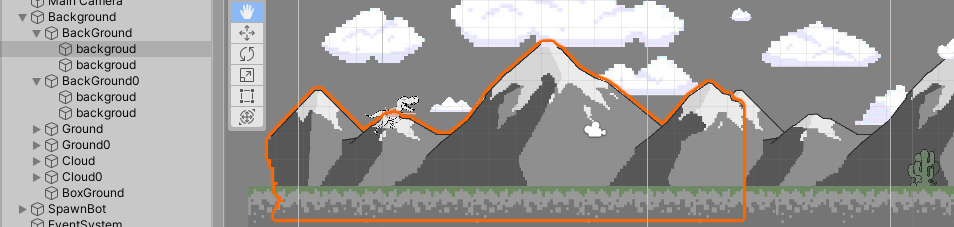 Main Camera
Background
BackGround
backgroud
backgroud
BackGround0
backgroud
backgroud
Ground
Ground0
Cloud
Cloud0
BoxGround
SpawnBot
EventSystem